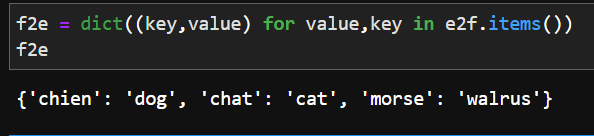 f2e = dict((key,value) for value,key in e2f.items())
f2e
{'chien': 'dog', 'chat': 'cat', 'morse': 'walrus'}